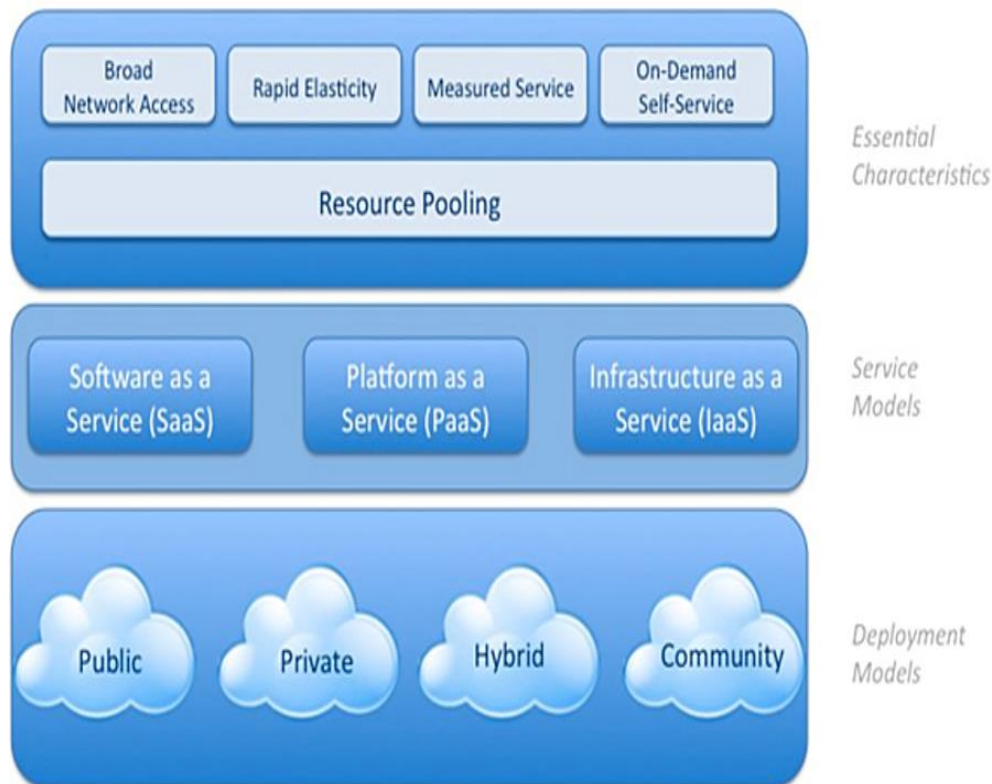 Broad
Network Access
Rapid Elasticity
Measured Service
On-Demand
Self-Service
Resource Pooling
Essential
Characteristics
Software as a
Service (SaaS)
Platform as a
Service (PaaS)
Infrastructure as a
Service (IaaS)
Service
Models
Public
Private
Hybrid
Community
Deployment
Models